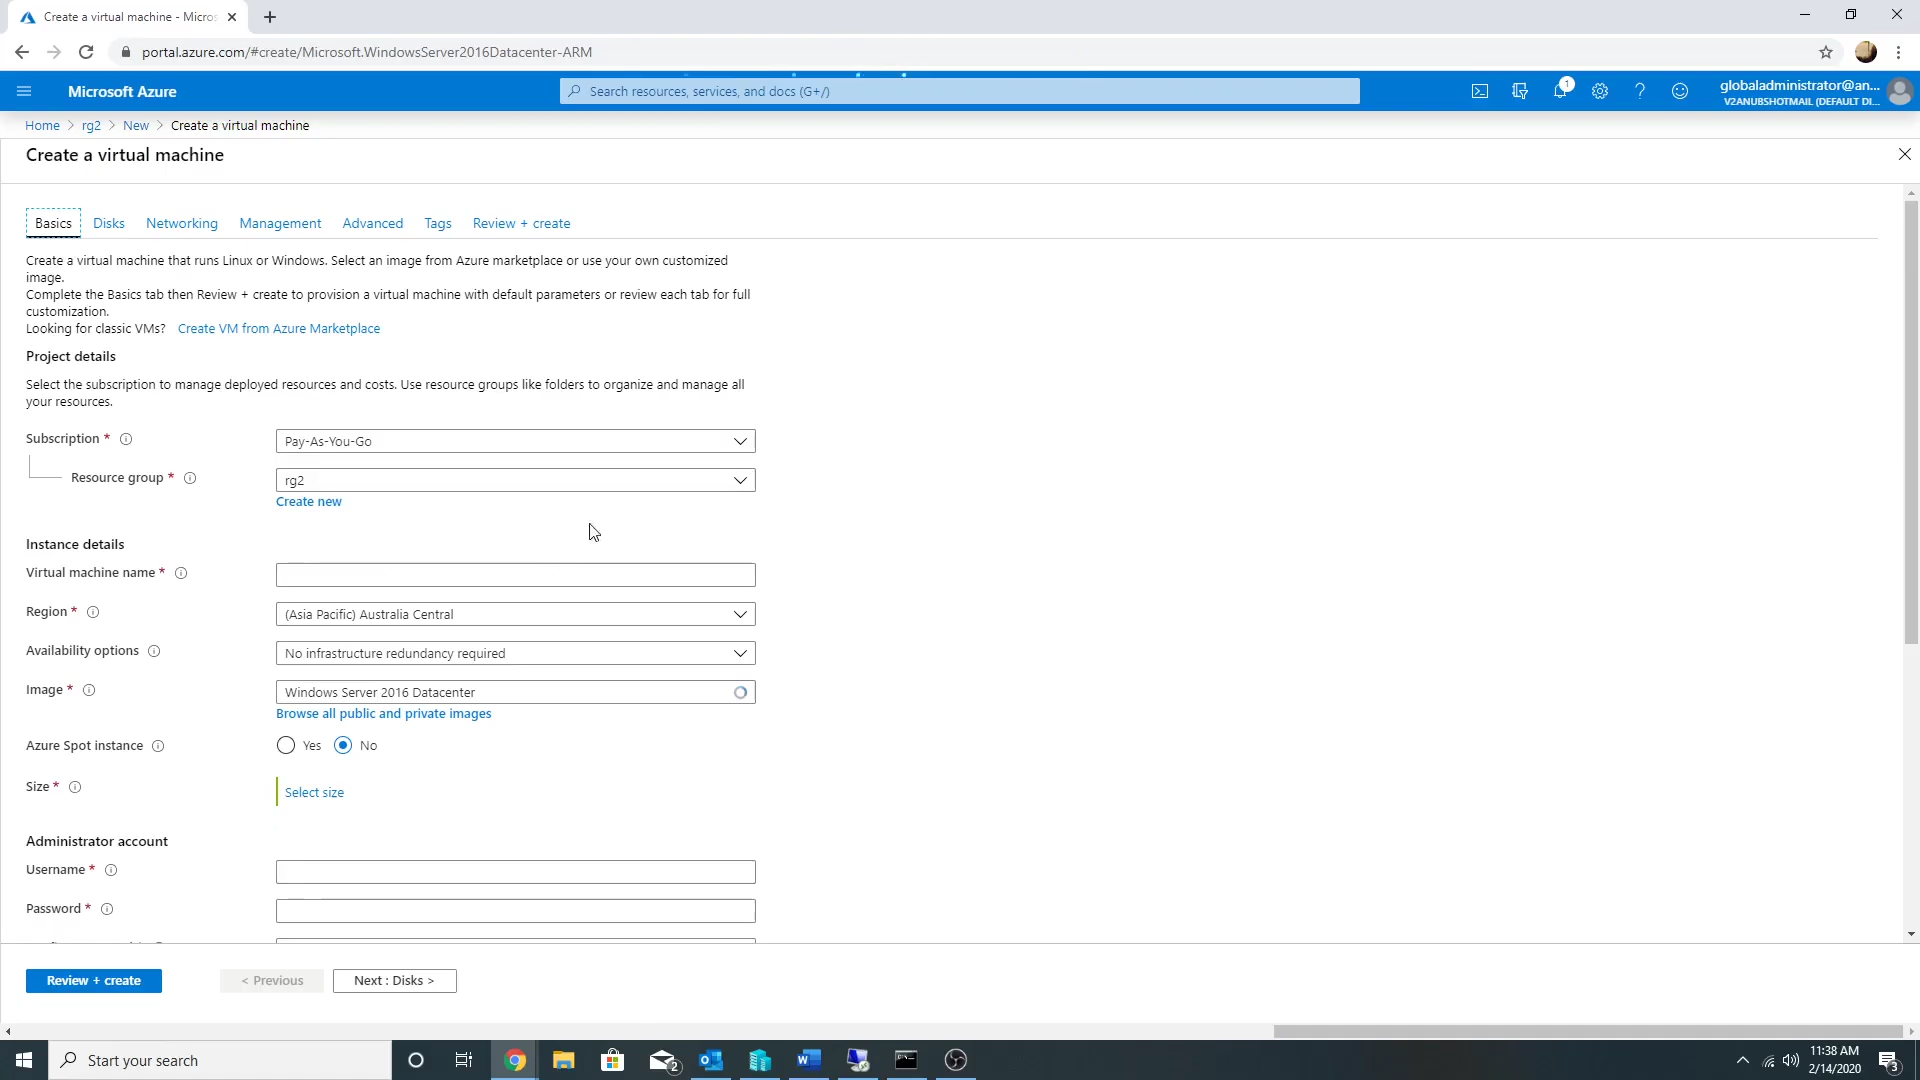 Create a virtual machine - Micros
portal.azure.com/#create/Microsoft.WindowsServer2016Datacenter-ARM
Microsoft Azure
Search resources, services, and docs (G+/)
1
globaladministrator@an...
V2ANUBSHOTMAIL (DEFAULT DI...
Home > rg2 > New > Create a virtual machine
Create a virtual machine
Basics
Disks
Networking
Management
Advanced
Tags
Review + create
Create a virtual machine that runs Linux or Windows. Select an image from Azure marketplace or use your own customized
image.
Complete the Basics tab then Review + create to provision a virtual machine with default parameters or review each tab for full
customization.
Looking for classic VMs? Create VM from Azure Marketplace
Project details
Select the subscription to manage deployed resources and costs. Use resource groups like folders to organize and manage all
your resources.
Subscription *
Pay-As-You-Go
Resource group *
rg2
Create new
Instance details
Virtual machine name *
Region *
(Asia Pacific) Australia Central
Availability options
No infrastructure redundancy required
Image *
Windows Server 2016 Datacenter
Browse all public and private images
Azure Spot instance
Yes No
Size *
Select size
Administrator account
Username *
Password *
Review + create
< Previous
Next : Disks >
Start your search
2
11:38 AM
2/14/2020
3